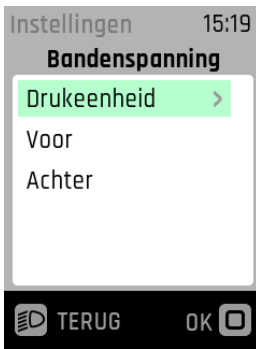 Instellingen 15:19
Bandenspanning
Drukeenheid >
Voor
Achter
TERUG OK